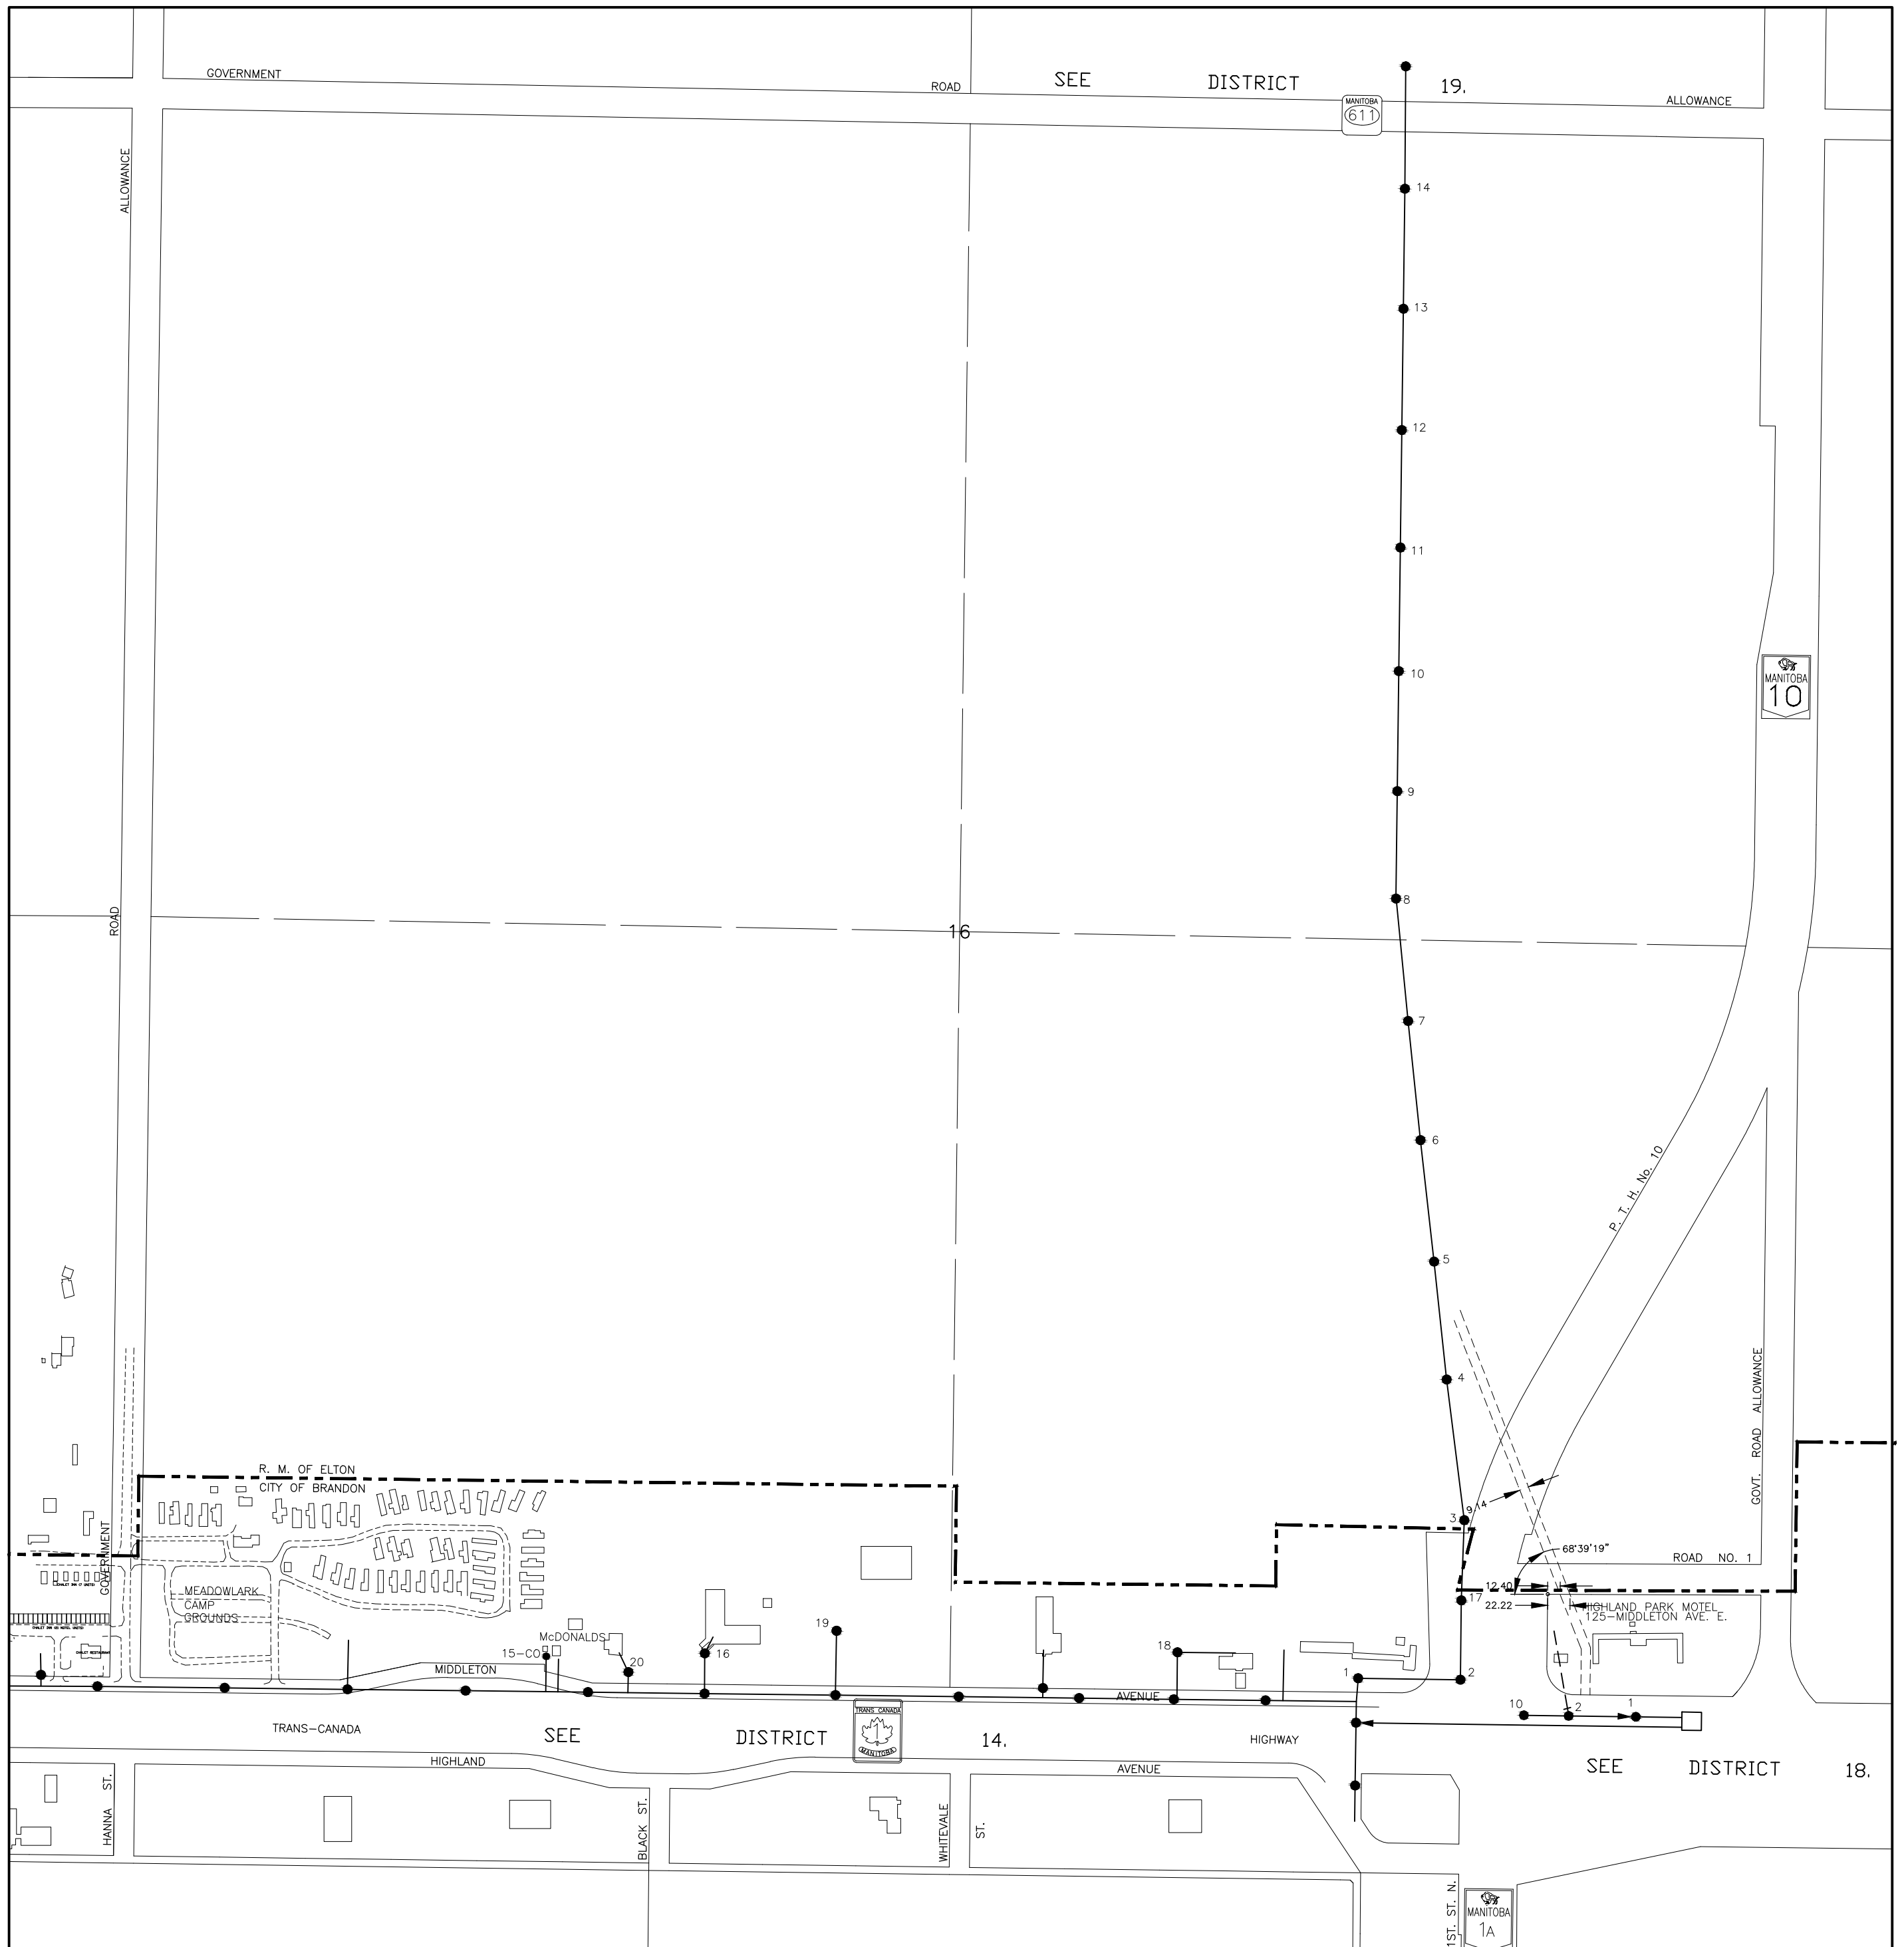 GOVERNMENT
ROAD
SEE DISTRICT 19.
ALLOWANCE
MANITOBA
611
ALLOWANCE
14
13
12
11
10
MANITOBA
10
9
8
ROAD
16
7
6
P. T. H. No. 10
5
4
GOVT. ROAD ALLOWANCE
R. M. OF ELTON
CITY OF BRANDON
3
9.14
GOVERNMENT
68°39'19"
ROAD NO. 1
12.40
22.22
17
HIGHLAND PARK MOTEL
125-MIDDLETON AVE. E.
MEADOWLARK
CAMP
GROUNDS
CHALET RESTAURANT
19
McDONALDS
15-CO
16
18
20
MIDDLETON
1
2
AVENUE
10
2
1
TRANS-CANADA
SEE DISTRICT 14.
TRANS CANADA
1
MANITOBA
HIGHWAY
HIGHLAND
AVENUE
SEE DISTRICT 18.
HANNA ST.
BLACK ST.
WHITEVALE ST.
1ST. ST. N.
MANITOBA
1A